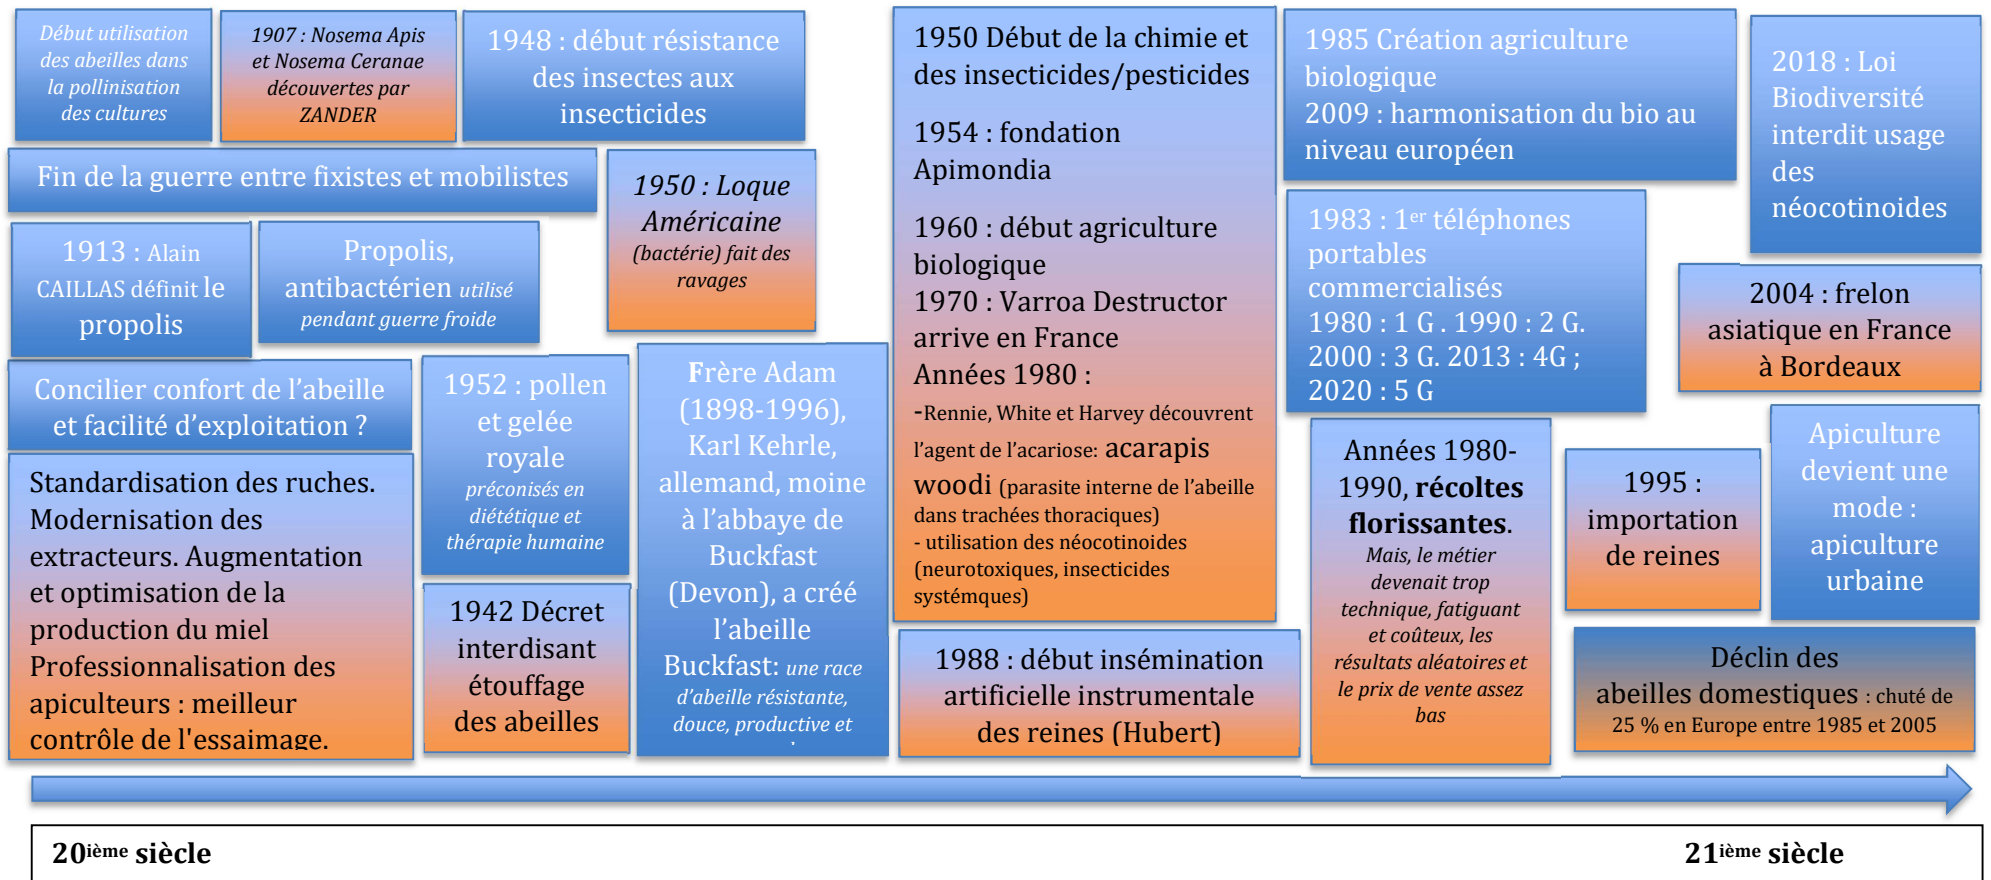 Début utilisation
des abeilles dans
la pollinisation
des cultures
1907 : Nosema Apis
et Nosema Ceranae
découvertes par
ZANDER
1948 : début résistance
des insectes aux
insecticides
Fin de la guerre entre fixistes et mobilistes
1950 : Loque
Américaine
(bactérie) fait des
ravages
1913 : Alain
CAILLAS définit le
propolis
Propolis,
antibactérien utilisé
pendant guerre froide
Concilier confort de l'abeille
et facilité d'exploitation ?
Standardisation des ruches.
Modernisation des
extracteurs. Augmentation
et optimisation de la
production du miel
Professionnalisation des
apiculteurs : meilleur
contrôle de l'essaimage.
1952 : pollen
et gelée
royale
préconisés en
diététique et
thérapie humaine
1942 Décret
interdisant
étouffage
des abeilles
Frère Adam
(1898-1996),
Karl Kehrle,
allemand, moine
à l'abbaye de
Buckfast
(Devon), a créé
l'abeille
Buckfast: une race
d'abeille résistante,
douce, productive et
1950 Début de la chimie et
des insecticides/pesticides
1954 : fondation
Apimondia
1960 : début agriculture
biologique
1970 : Varroa Destructor
arrive en France
Années 1980 :
-Rennie, White et Harvey découvrent
l'agent de l'acariose: acarapis
woodi (parasite interne de l'abeille
dans trachées thoraciques)
- utilisation des néocotinoides
(neurotoxiques, insecticides
systémques)
1988 : début insémination
artificielle instrumentale
des reines (Hubert)
1985 Création agriculture
biologique
2009 : harmonisation du bio au
niveau européen
1983 : 1er téléphones
portables
commercialisés
1980 : 1 G . 1990 : 2 G.
2000 : 3 G. 2013 : 4G ;
2020 : 5 G
Années 1980-
1990, récoltes
florissantes.
Mais, le métier
devenait trop
technique, fatiguant
et coûteux, les
résultats aléatoires et
le prix de vente assez
bas
2018 : Loi
Biodiversité
interdit usage
des
néocotinoides
2004 : frelon
asiatique en France
à Bordeaux
1995 :
importation
de reines
Apiculture
devient une
mode :
apiculture
urbaine
Déclin des
abeilles domestiques : chuté de
25 % en Europe entre 1985 et 2005
20ième siècle
21ième siècle